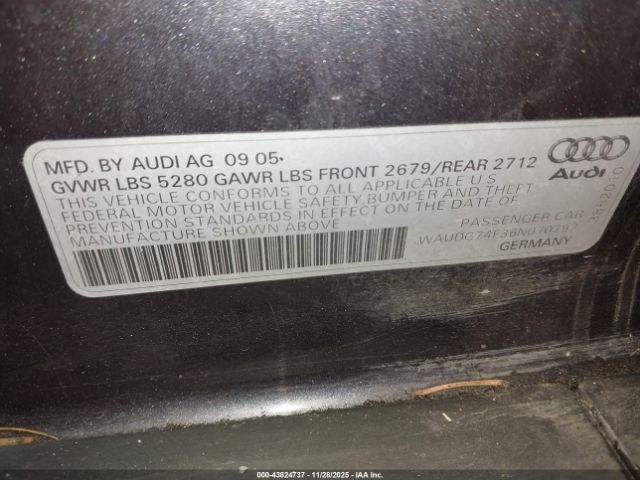 MFD. BY AUDI AG 09 05
GVWR LBS 5280 GAWR LBS FRONT 2679/REAR 2712
THIS VEHICLE CONFORMS TO ALL APPLICABLE U.S.
FEDERAL MOTOR VEHICLE SAFETY, BUMPER AND THEFT
PREVENTION STANDARDS IN EFFECT ON THE DATE OF
MANUFACTURE SHOWN ABOVE
PASSENGER CAR
GERMANY
Audi
000-43824737 - 11/28/2025 - IAA Inc.